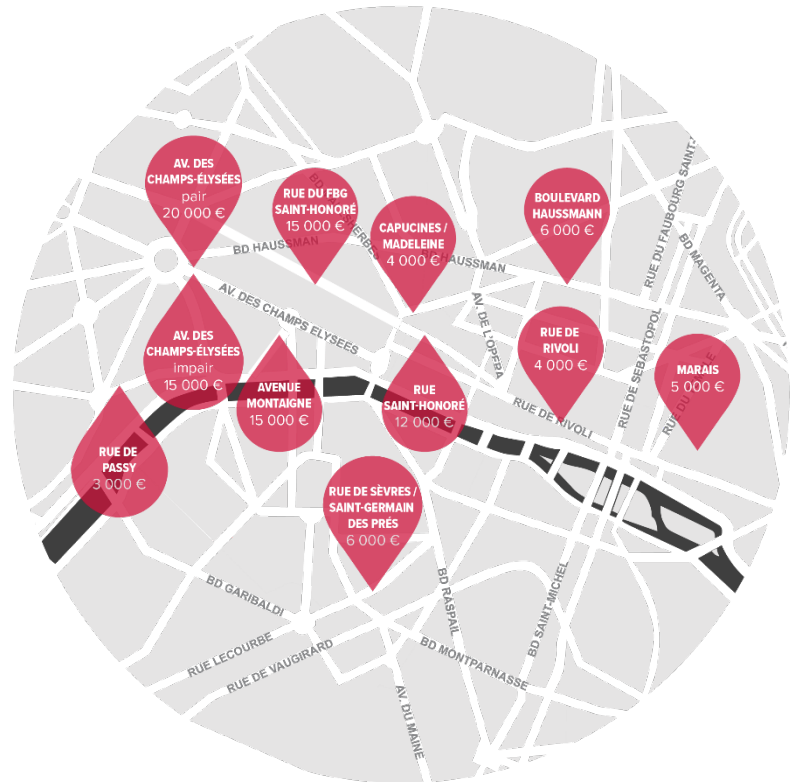 AV. DES
CHAMPS-ÉLYSÉES
pair
20 000 €
RUE DU FBG
SAINT-HONORÉ
15 000 €
CAPUCINES /
MADELEINE
4 000 €
BOULEVARD
HAUSSMANN
6 000 €
AV. DES
CHAMPS-ÉLYSÉES
impair
15 000 €
AVENUE
MONTAIGNE
15 000 €
RUE
SAINT-HONORÉ
12 000 €
RUE DE
RIVOLI
4 000 €
MARAIS
5 000 €
RUE DE
PASSY
3 000 €
RUE DE SÈVRES /
SAINT-GERMAIN
DES PRÉS
6 000 €
BD HAUSSMAN
HAUSSMAN
AV. DES CHAMPS ELYSEES
AV. DE L'OPERA
RUE DE RIVOLI
RUE DE SEBASTOPOL
RUE DU FAUBOURG SAINT-
BD MAGENTA
RUE DU
BD GARIBALDI
RUE LECOURBE
RUE DE VAUGIRARD
AV. DU MAINE
BD MONTPARNASSE
BD RASPAIL
BD SAINT-MICHEL